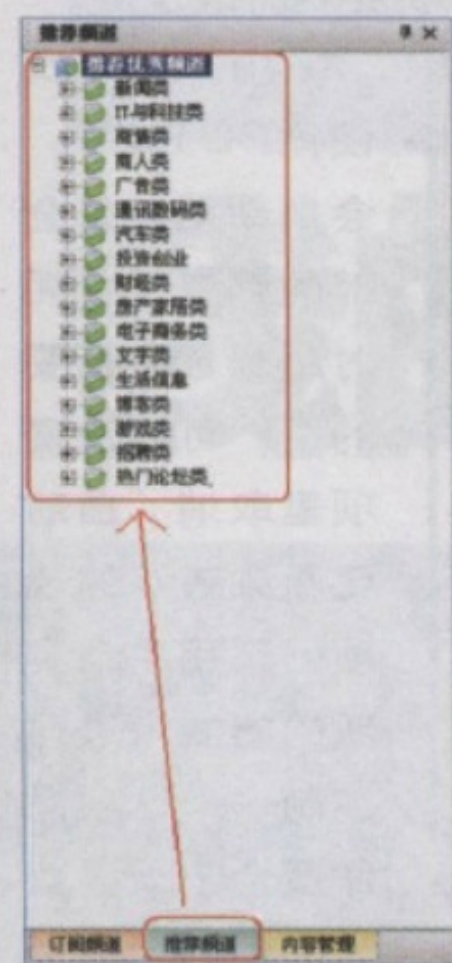 推荐频道
推荐优秀频道
新闻类
IT与科技类
商情类
商人类
广告类
通讯数码类
汽车类
投资创业
财经类
房产家居类
电子商务类
文字类
生活信息
博客类
游戏类
招聘类
热门论坛类
订阅频道 推荐频道 内容管理